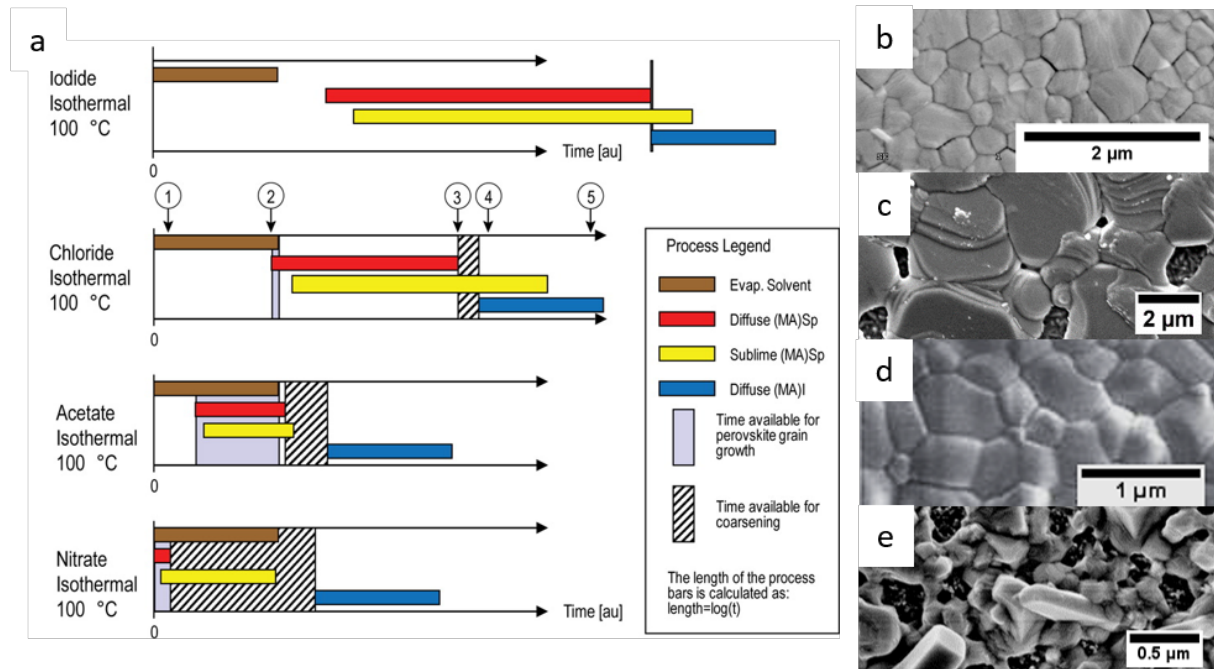 a
Iodide
Isothermal
100 °C
Time [au]
0
1
2
3
4
5
Chloride
Isothermal
100 °C
Acetate
Isothermal
100 °C
0
Nitrate
Isothermal
100 °C
Time [au]
0
Process Legend
Evap. Solvent
Diffuse (MA)Sp
Sublime (MA)Sp
Diffuse (MA)I
Time available for
perovskite grain
growth
Time available for
coarsening
The length of the process
bars is calculated as:
length=log(t)
b
2 µm
c
2 µm
d
1 µm
e
0.5 µm